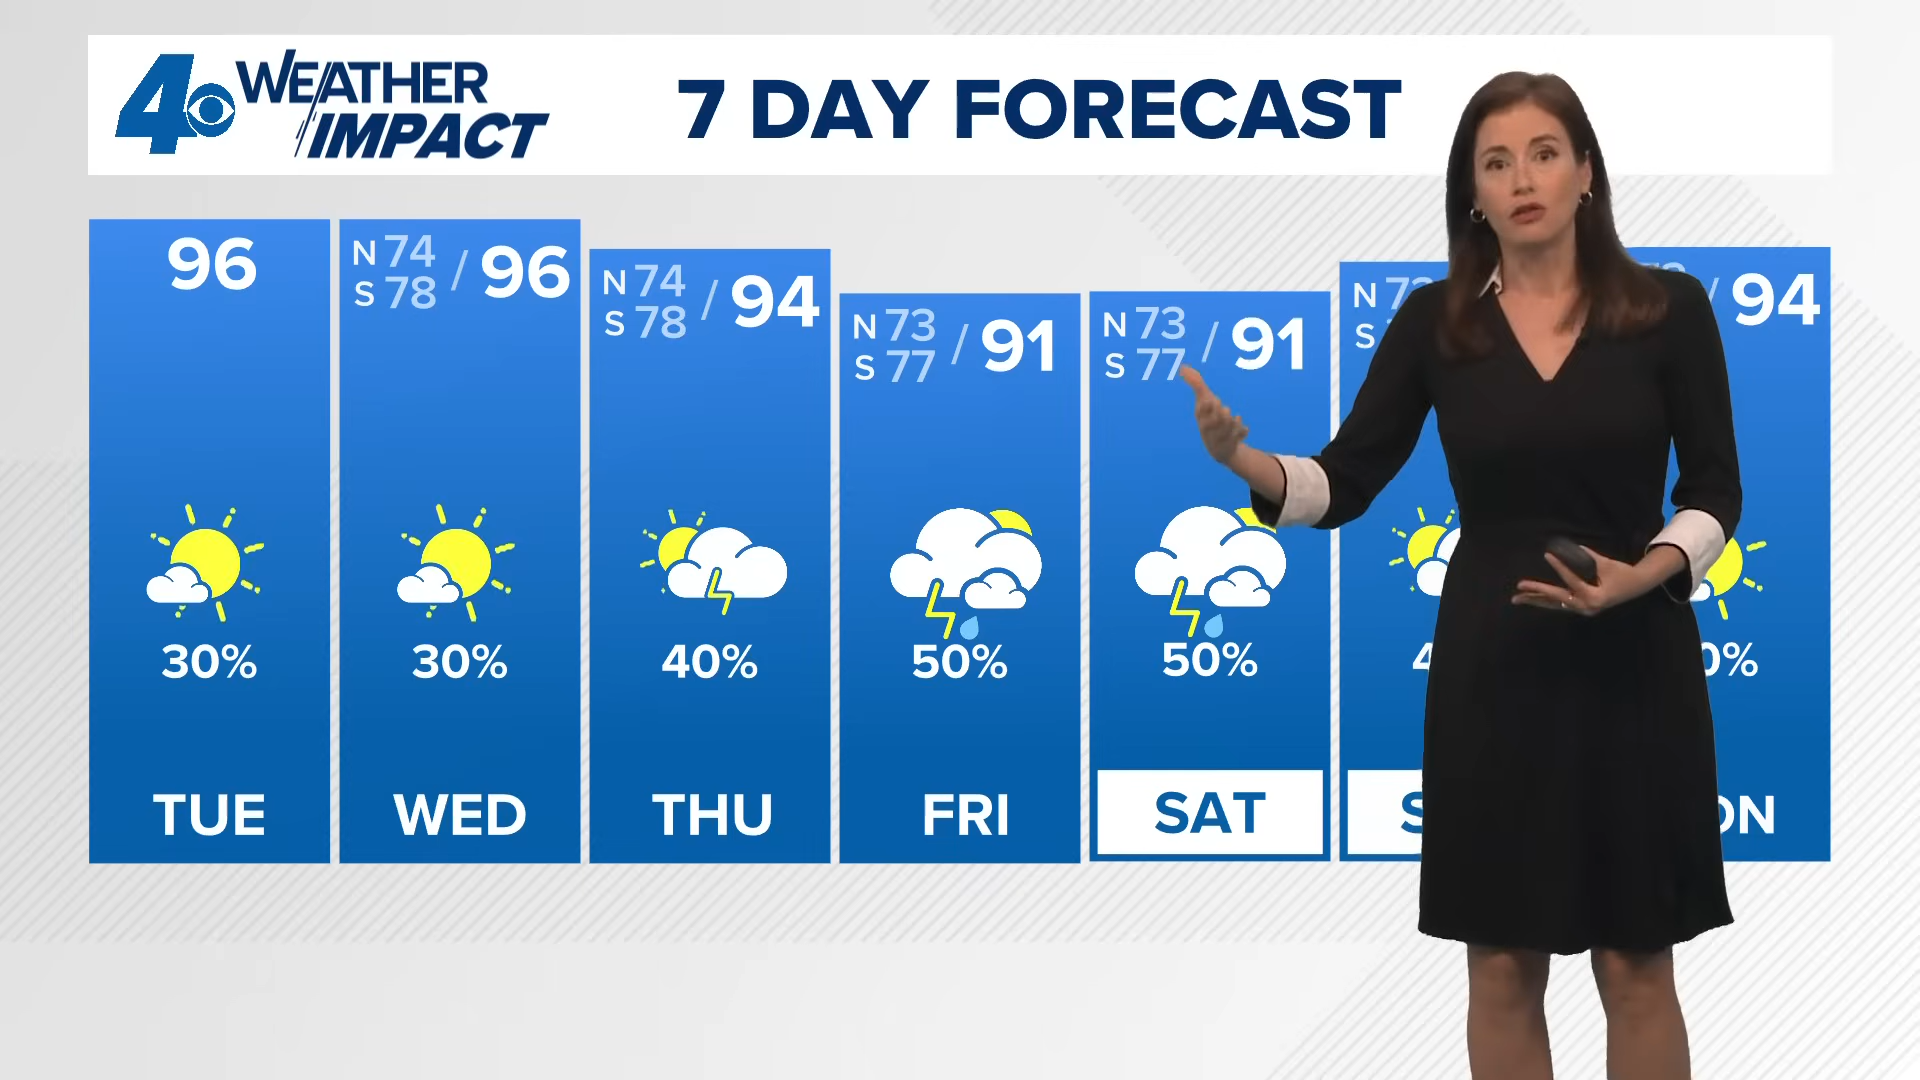 4 WEATHER IMPACT
7 DAY FORECAST
96
30%
TUE
N 74
S 78
/ 96
30%
WED
N 74
S 78
/ 94
40%
THU
N 73
S 77
/ 91
50%
FRI
N 73
S 77
/ 91
50%
SAT
N
S
/ 94